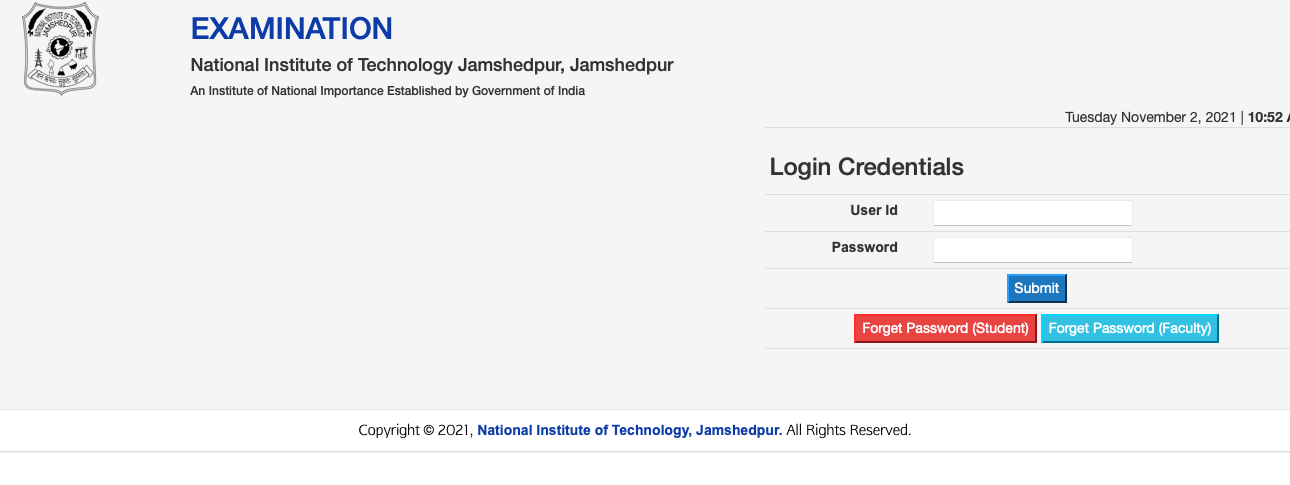 NATIONAL INSTITUTE OF TECHNOLOGY
JAMSHEDPUR
EXAMINATION
National Institute of Technology Jamshedpur, Jamshedpur
An Institute of National Importance Established by Government of India
Tuesday November 2, 2021 | 10:52
Login Credentials
User Id
Password
Submit
Forget Password (Student) Forget Password (Faculty)
Copyright © 2021, National Institute of Technology, Jamshedpur. All Rights Reserved.